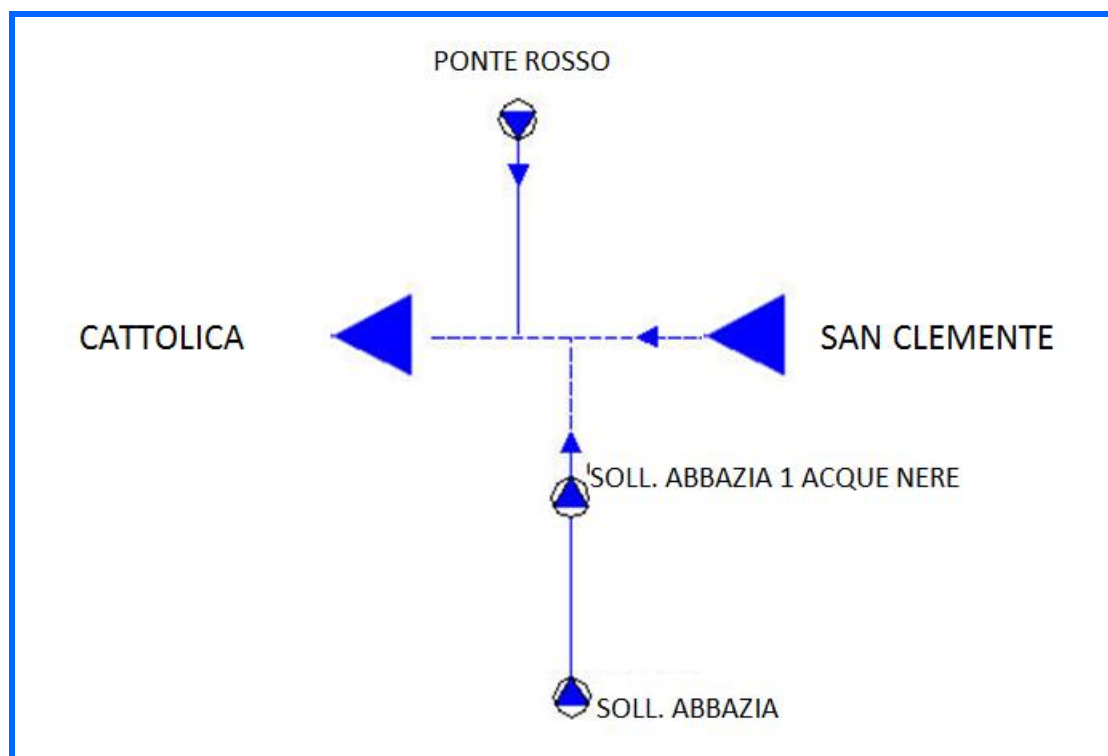 PONTE ROSSO
CATTOLICA
SAN CLEMENTE
SOLL. ABBAZIA 1 ACQUE NERE
SOLL. ABBAZIA